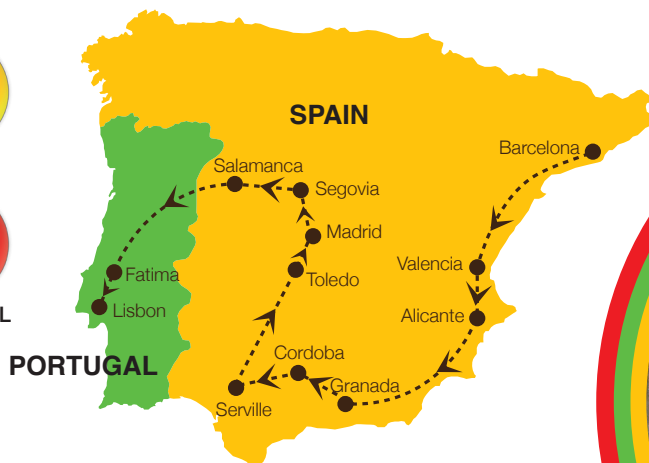 SPAIN
Barcelona
Salamanca
Segovia
Madrid
Valencia
Fatima
Toledo
Lisbon
Alicante
L
PORTUGAL
Cordoba
Granada
Serville